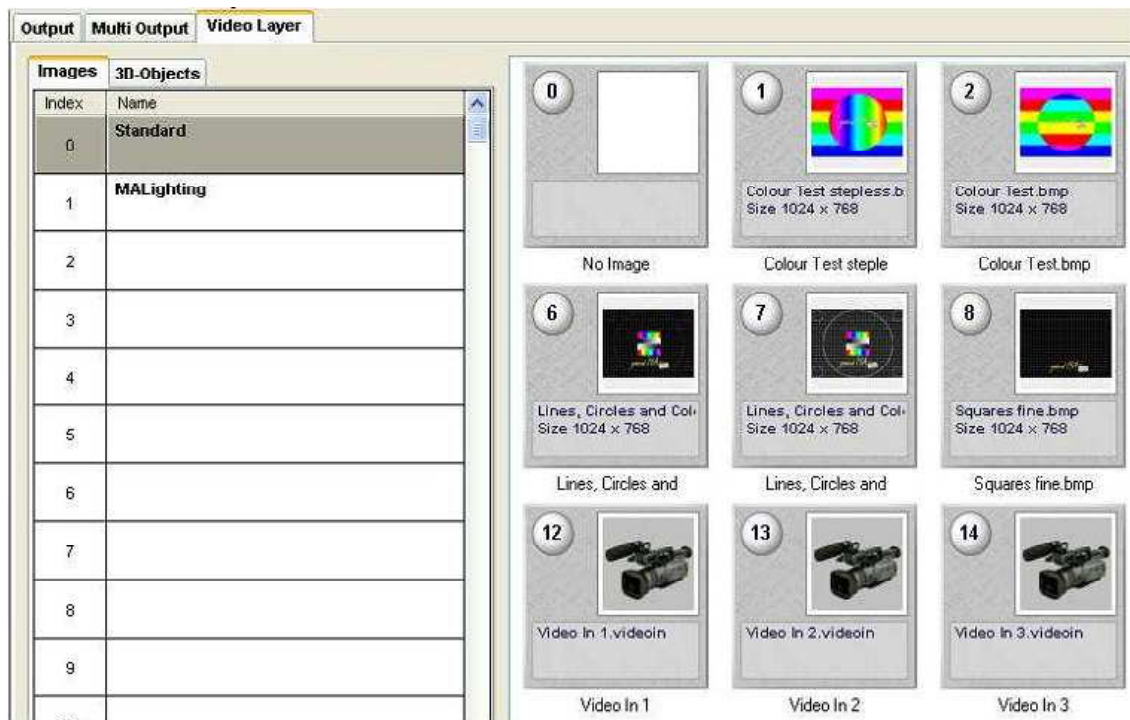 Output Multi Output Video Layer
Images 3D-Objects
Index Name
0 Standard
1 MALighting
2
3
4
5
6
7
8
9
0
No Image
1
Colour Test stepless.b
Size 1024 x 768
Colour Test steple
2
Colour Test.bmp
Size 1024 x 768
Colour Test.bmp
6
Lines, Circles and Col
Size 1024 x 768
Lines, Circles and
7
Lines, Circles and Col
Size 1024 x 768
Lines, Circles and
8
Squares fine.bmp
Size 1024 x 768
Squares fine.bmp
12
Video In 1.videoin
Video In 1
13
Video In 2.videoin
Video In 2
14
Video In 3.videoin
Video In 3